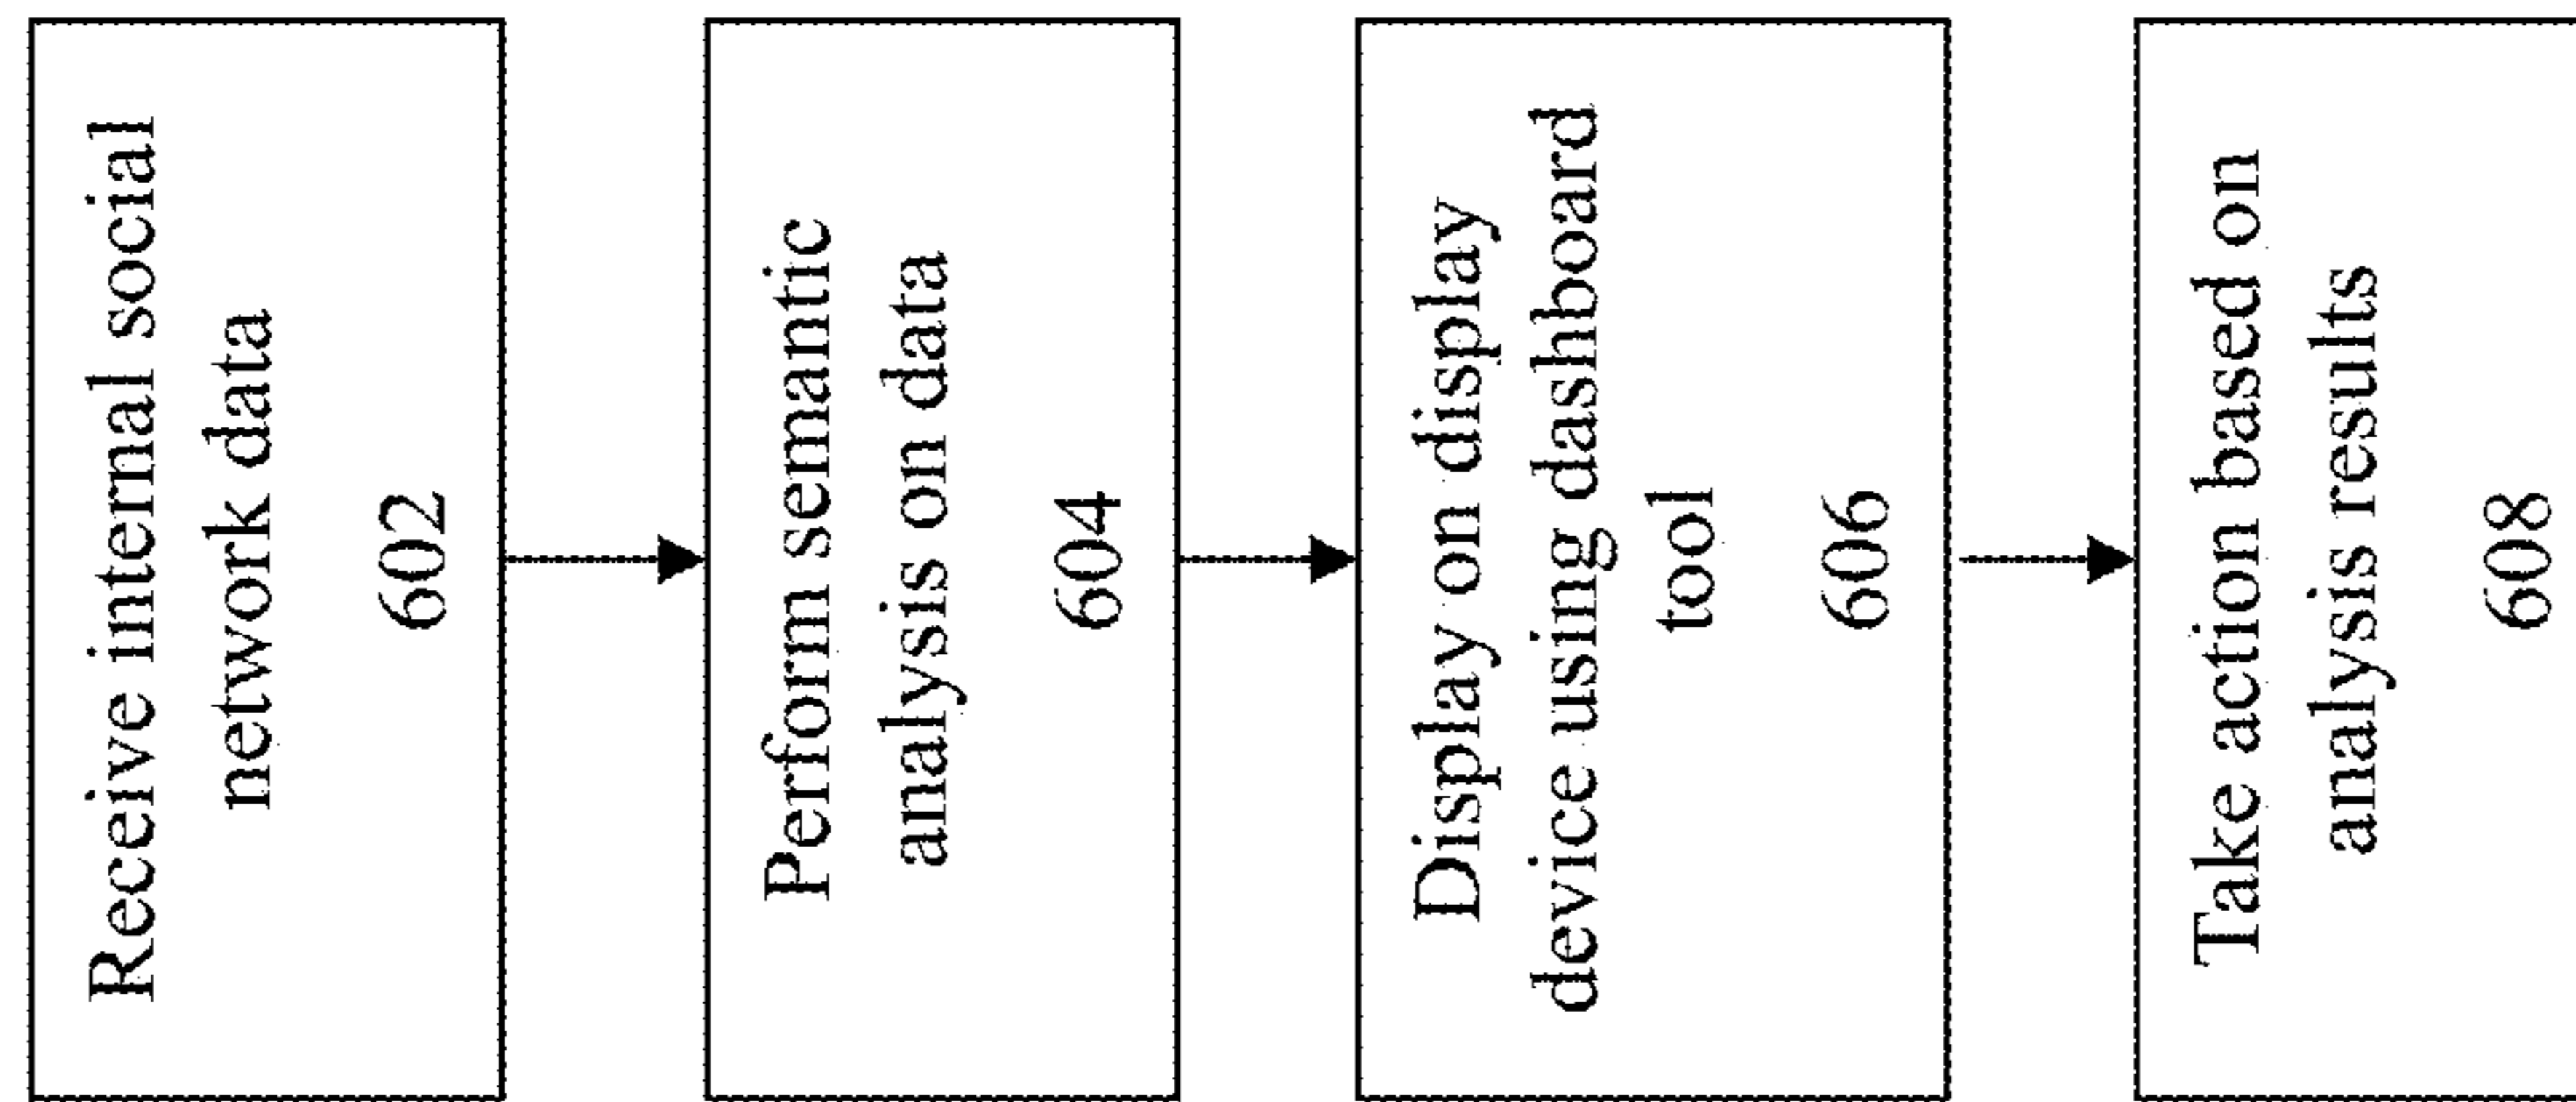 Receive internal social
network data
602
Perform semantic
analysis on data
604
Display on display
device using dashboard
tool
606
Take action based on
analysis results
608